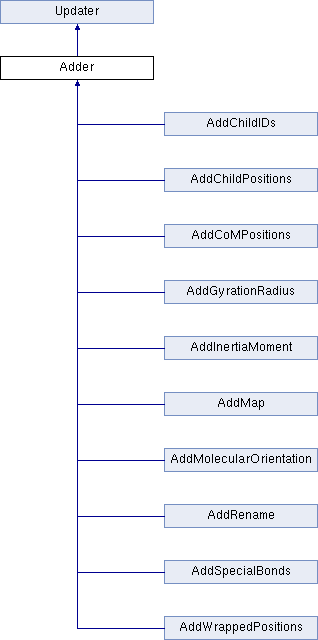 Updater
Adder
AddChildIDs
AddChildPositions
AddCoMPositions
AddGyrationRadius
AddInertiaMoment
AddMap
AddMolecularOrientation
AddRename
AddSpecialBonds
AddWrappedPositions